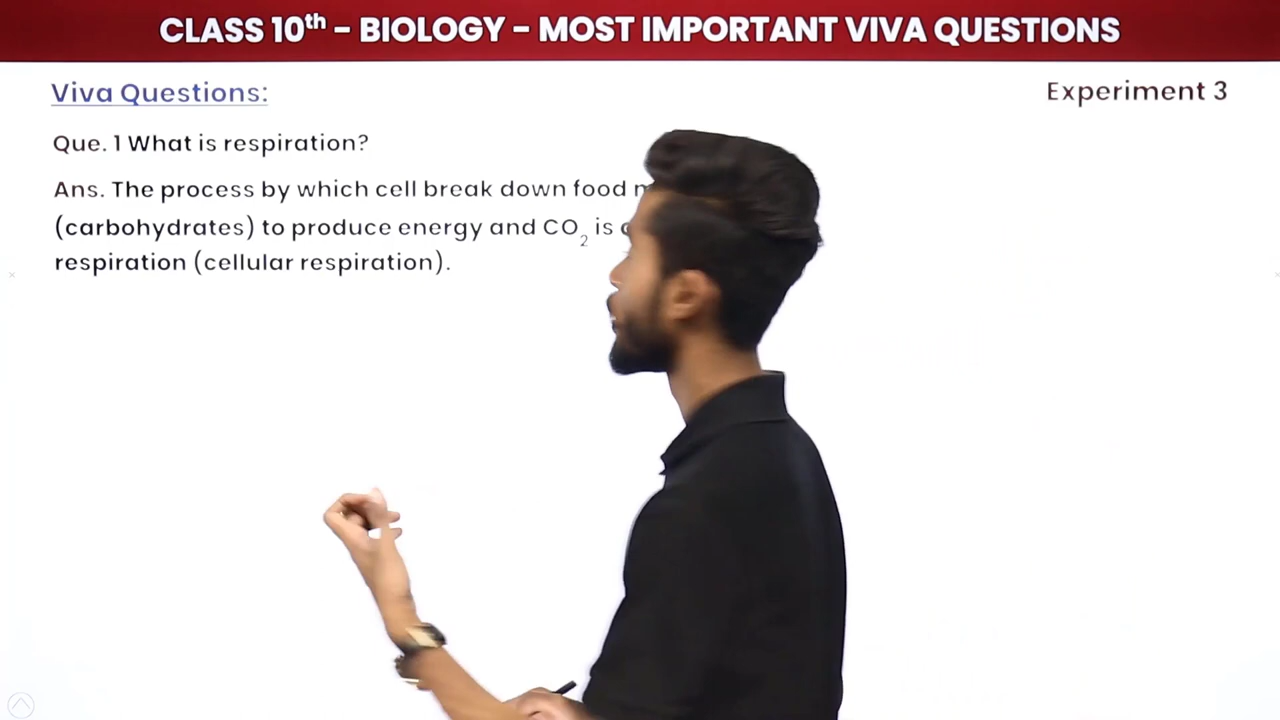 CLASS 10th – BIOLOGY – MOST IMPORTANT VIVA QUESTIONS
Viva Questions:
Experiment 3
Que. 1 What is respiration?
Ans. The process by which cell break down food
(carbohydrates) to produce energy and CO₂ is
respiration (cellular respiration).